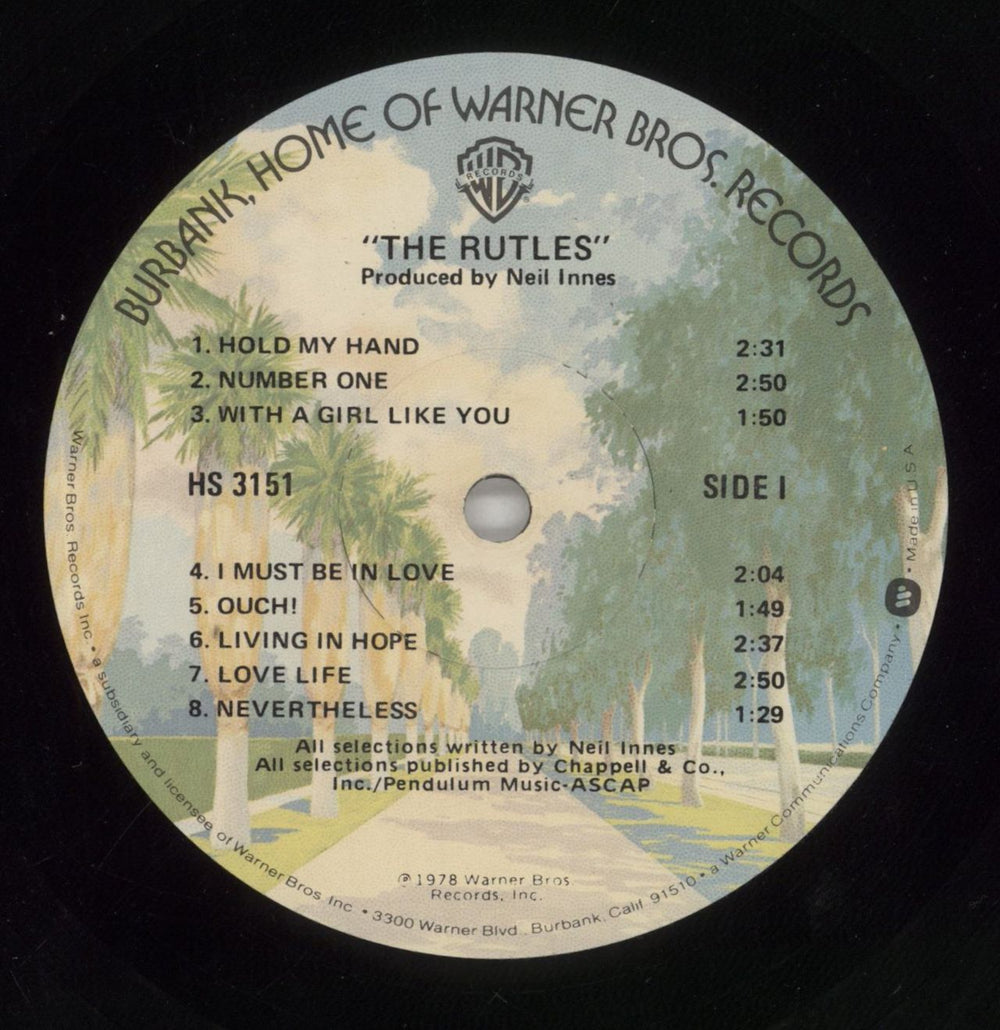 BURBANK, HOME OF WARNER BROS. RECORDS
RECORDS
"THE RUTLES"
Produced by Neil Innes
1. HOLD MY HAND 2:31
2. NUMBER ONE 2:50
3. WITH A GIRL LIKE YOU 1:50
HS 3151 SIDE I
4. I MUST BE IN LOVE 2:04
5. OUCH! 1:49
6. LIVING IN HOPE 2:37
7. LOVE LIFE 2:50
8. NEVERTHELESS 1:29
All selections written by Neil Innes
All selections published by Chappell & Co.,
Inc./Pendulum Music-ASCAP
℗ 1978 Warner Bros.
Records, Inc.
Warner Bros. Records Inc. • a subsidiary and licensee of Warner Bros. Inc. • 3300 Warner Blvd., Burbank, Calif. 91510 • a Warner Communications Company • Made in U S A